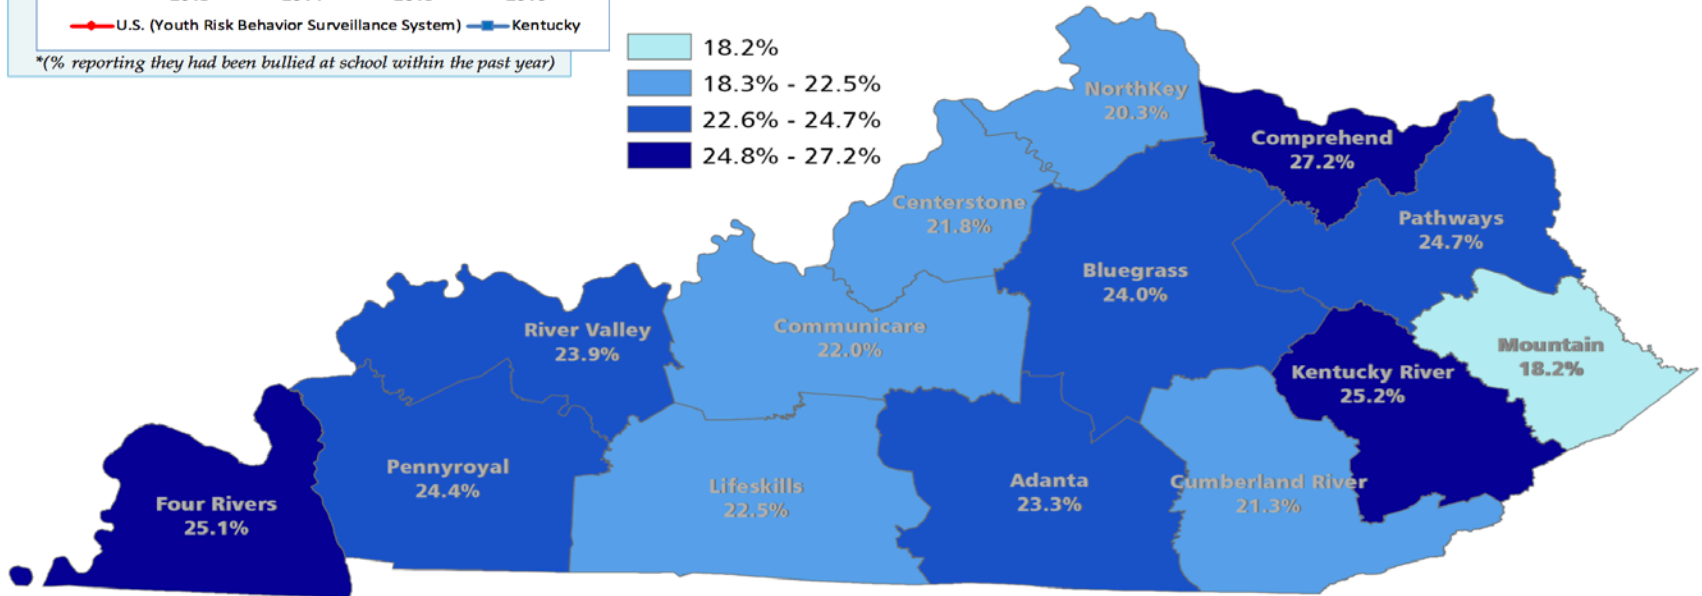 U.S. (Youth Risk Behavior Surveillance System)
Kentucky
*(% reporting they had been bullied at school within the past year)
18.2%
18.3% - 22.5%
22.6% - 24.7%
24.8% - 27.2%
NorthKey
20.3%
Comprehend
27.2%
Centerstone
21.8%
Pathways
24.7%
Bluegrass
24.0%
River Valley
23.9%
Communicare
22.0%
Mountain
18.2%
Kentucky River
25.2%
Pennyroyal
24.4%
Four Rivers
25.1%
Lifeskills
22.5%
Adanta
23.3%
Cumberland River
21.3%